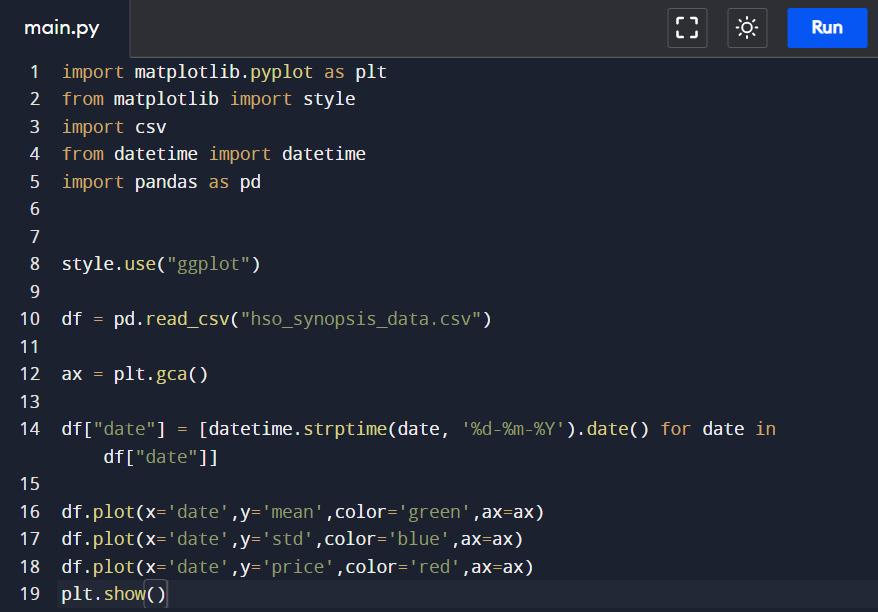 main.py
Run
1 import matplotlib.pyplot as plt
2 from matplotlib import style
3 import csv
4 from datetime import datetime
5 import pandas as pd
6
7
8 style.use("ggplot")
9
10 df = pd.read_csv("hso_synopsis_data.csv")
11
12 ax = plt.gca()
13
14 df["date"] = [datetime.strptime(date, '%d-%m-%Y').date() for date in
df["date"]]
15
16 df.plot(x='date',y='mean',color='green',ax=ax)
17 df.plot(x='date',y='std',color='blue',ax=ax)
18 df.plot(x='date',y='price',color='red',ax=ax)
19 plt.show()